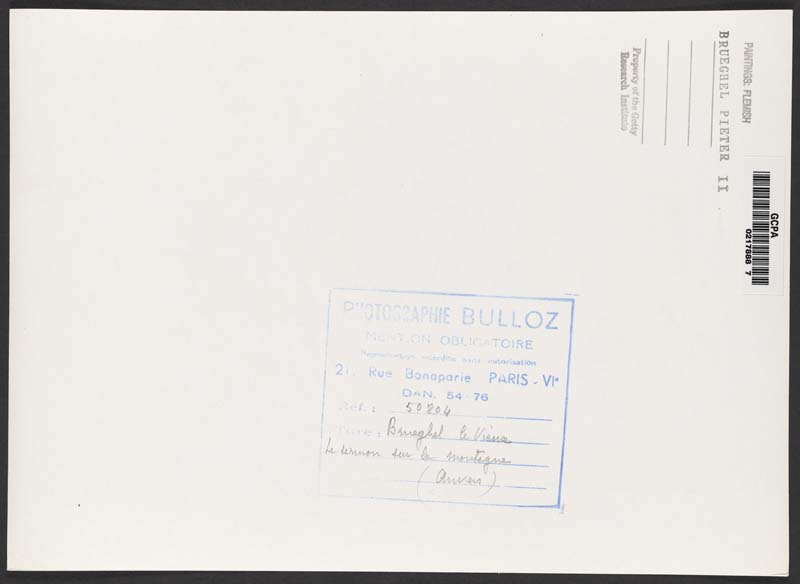 PAINTINGS: FLEMISH
BRUEGHEL PIETER II
Property of the Getty
Research Institute
GCPA
0217888 7
PHOTOGRAPHIE BULLOZ
MENTION OBLIGATOIRE
Reproduction interdite sans autorisation
21, Rue Bonaparte PARIS-VIe
DAN. 54-76
Réf.: 50804
Titre: Brueghel le Vieux
Le sermon sur la montagne
(Anvers)